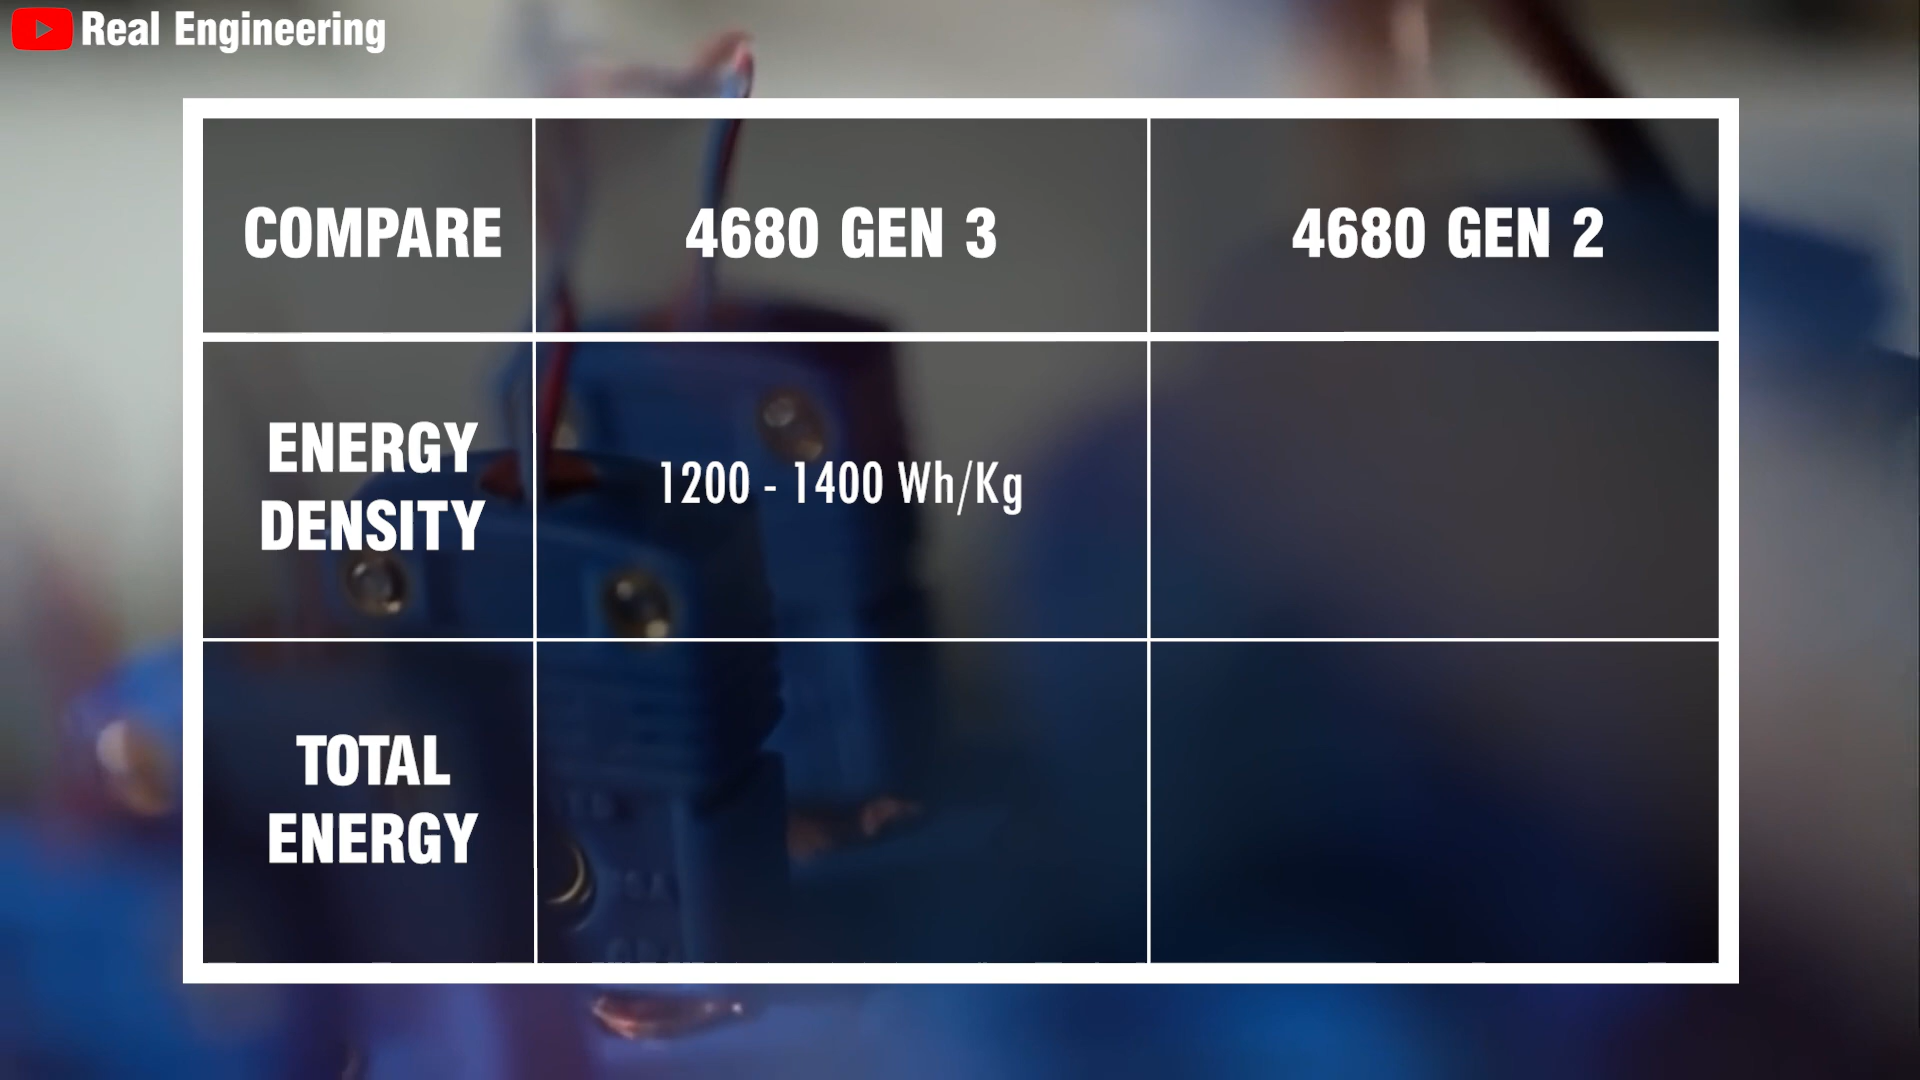 Real Engineering
COMPARE
4680 GEN 3
4680 GEN 2
ENERGY
DENSITY
1200 - 1400 Wh/Kg
TOTAL
ENERGY